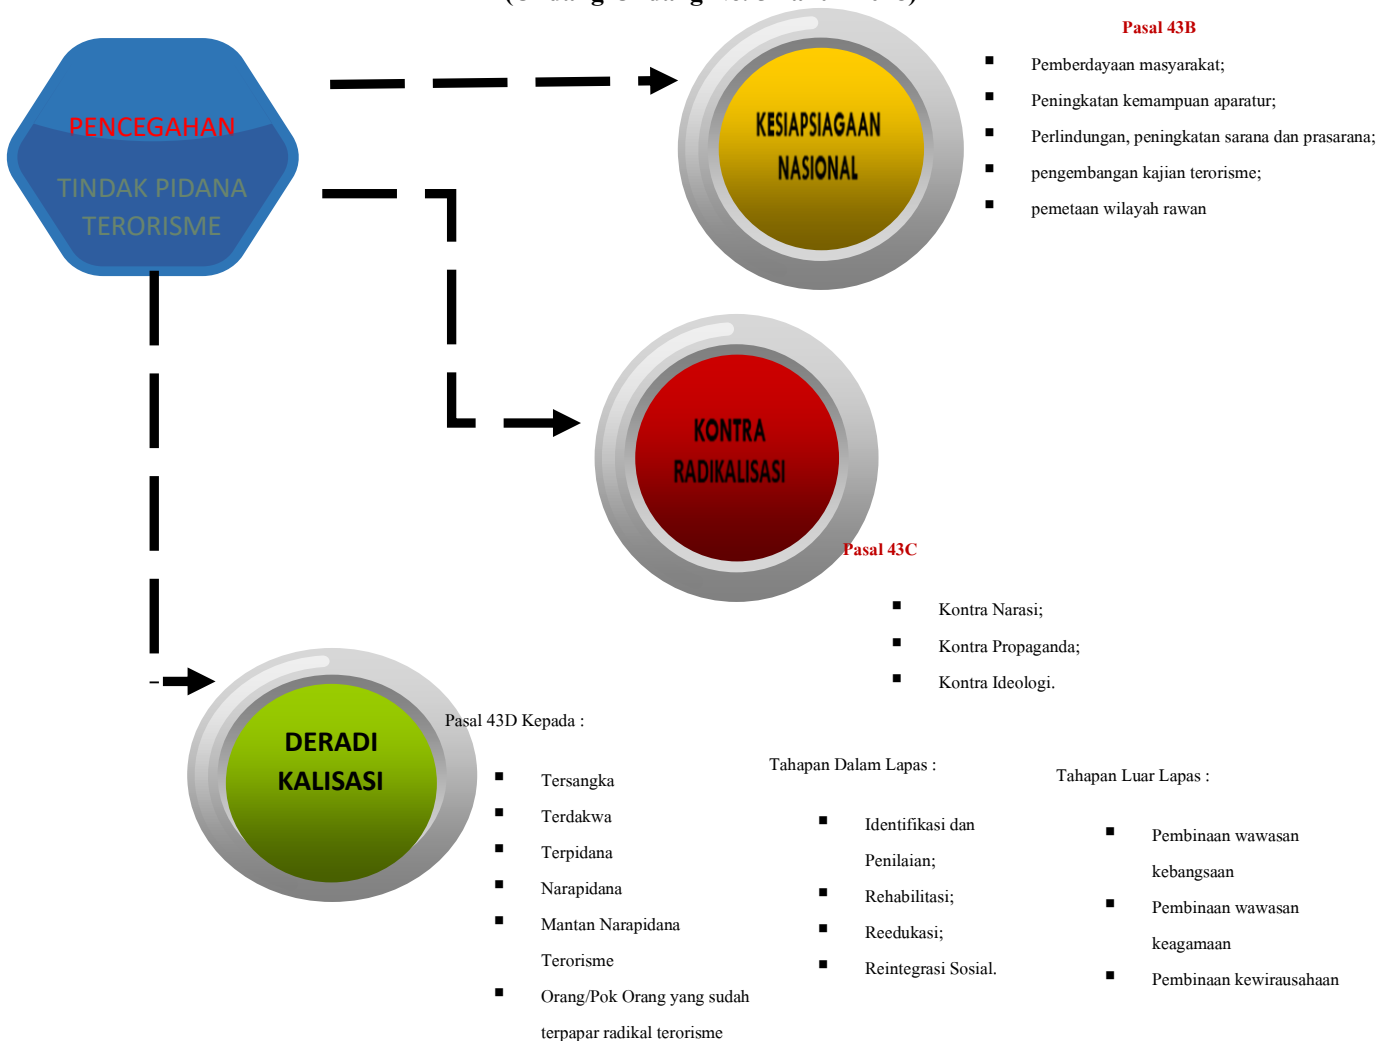 PENCEGAHAN
TINDAK PIDANA
TERORISME
KESIAPSIAGAAN
NASIONAL
Pasal 43B
Pemberdayaan masyarakat;
Peningkatan kemampuan aparatur;
Perlindungan, peningkatan sarana dan prasarana;
pengembangan kajian terorisme;
pemetaan wilayah rawan
KONTRA
RADIKALISASI
Pasal 43C
Kontra Narasi;
Kontra Propaganda;
Kontra Ideologi.
DERADI
KALISASI
Pasal 43D Kepada :
Tersangka
Terdakwa
Terpidana
Narapidana
Mantan Narapidana
Terorisme
Orang/Pok Orang yang sudah
terpapar radikal terorisme
Tahapan Dalam Lapas :
Identifikasi dan
Penilaian;
Rehabilitasi;
Reedukasi;
Reintegrasi Sosial.
Tahapan Luar Lapas :
Pembinaan wawasan
kebangsaan
Pembinaan wawasan
keagamaan
Pembinaan kewirausahaan